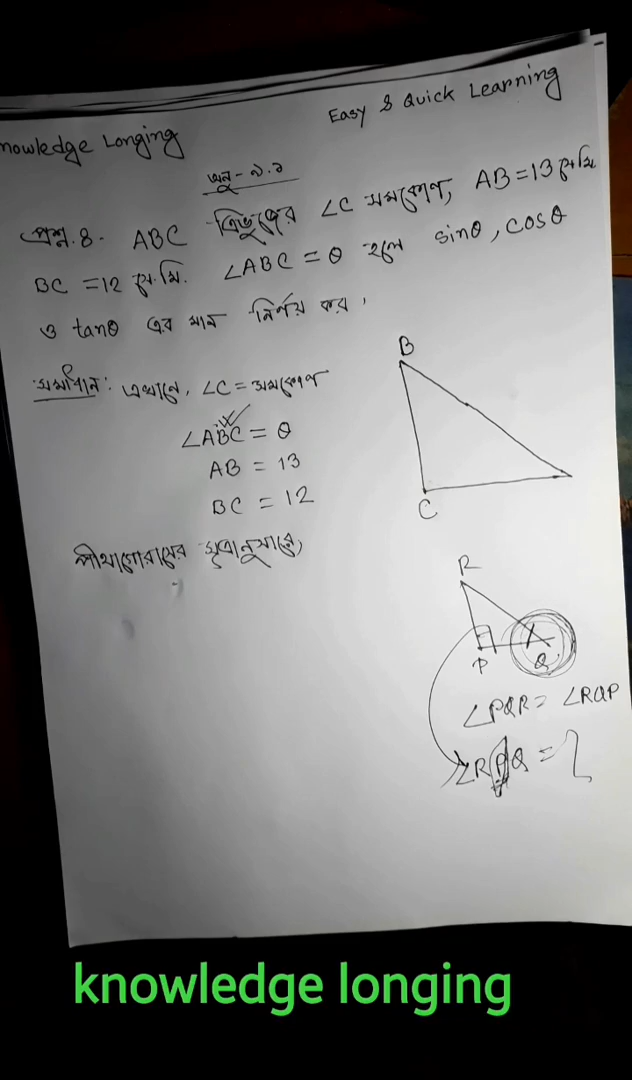 nowledge Longing
Easy & Quick Learning
অনু - ৯.১
প্রশ্ন.৪. ABC ত্রিভুজের ∠C সমকোণ, AB=13 সে.মি.
BC =12 সে.মি. ∠ABC = θ হলে sinθ, cosθ
ও tanθ এর মান নির্ণয় কর।
সমাধান: এখানে, ∠C = সমকোণ
∠ABC = θ
AB = 13
BC = 12
পীথাগোরাসের সূত্রানুসারে,
B
C
R
P
Q
∠PQR = ∠RQP
∠RPQ =
knowledge longing